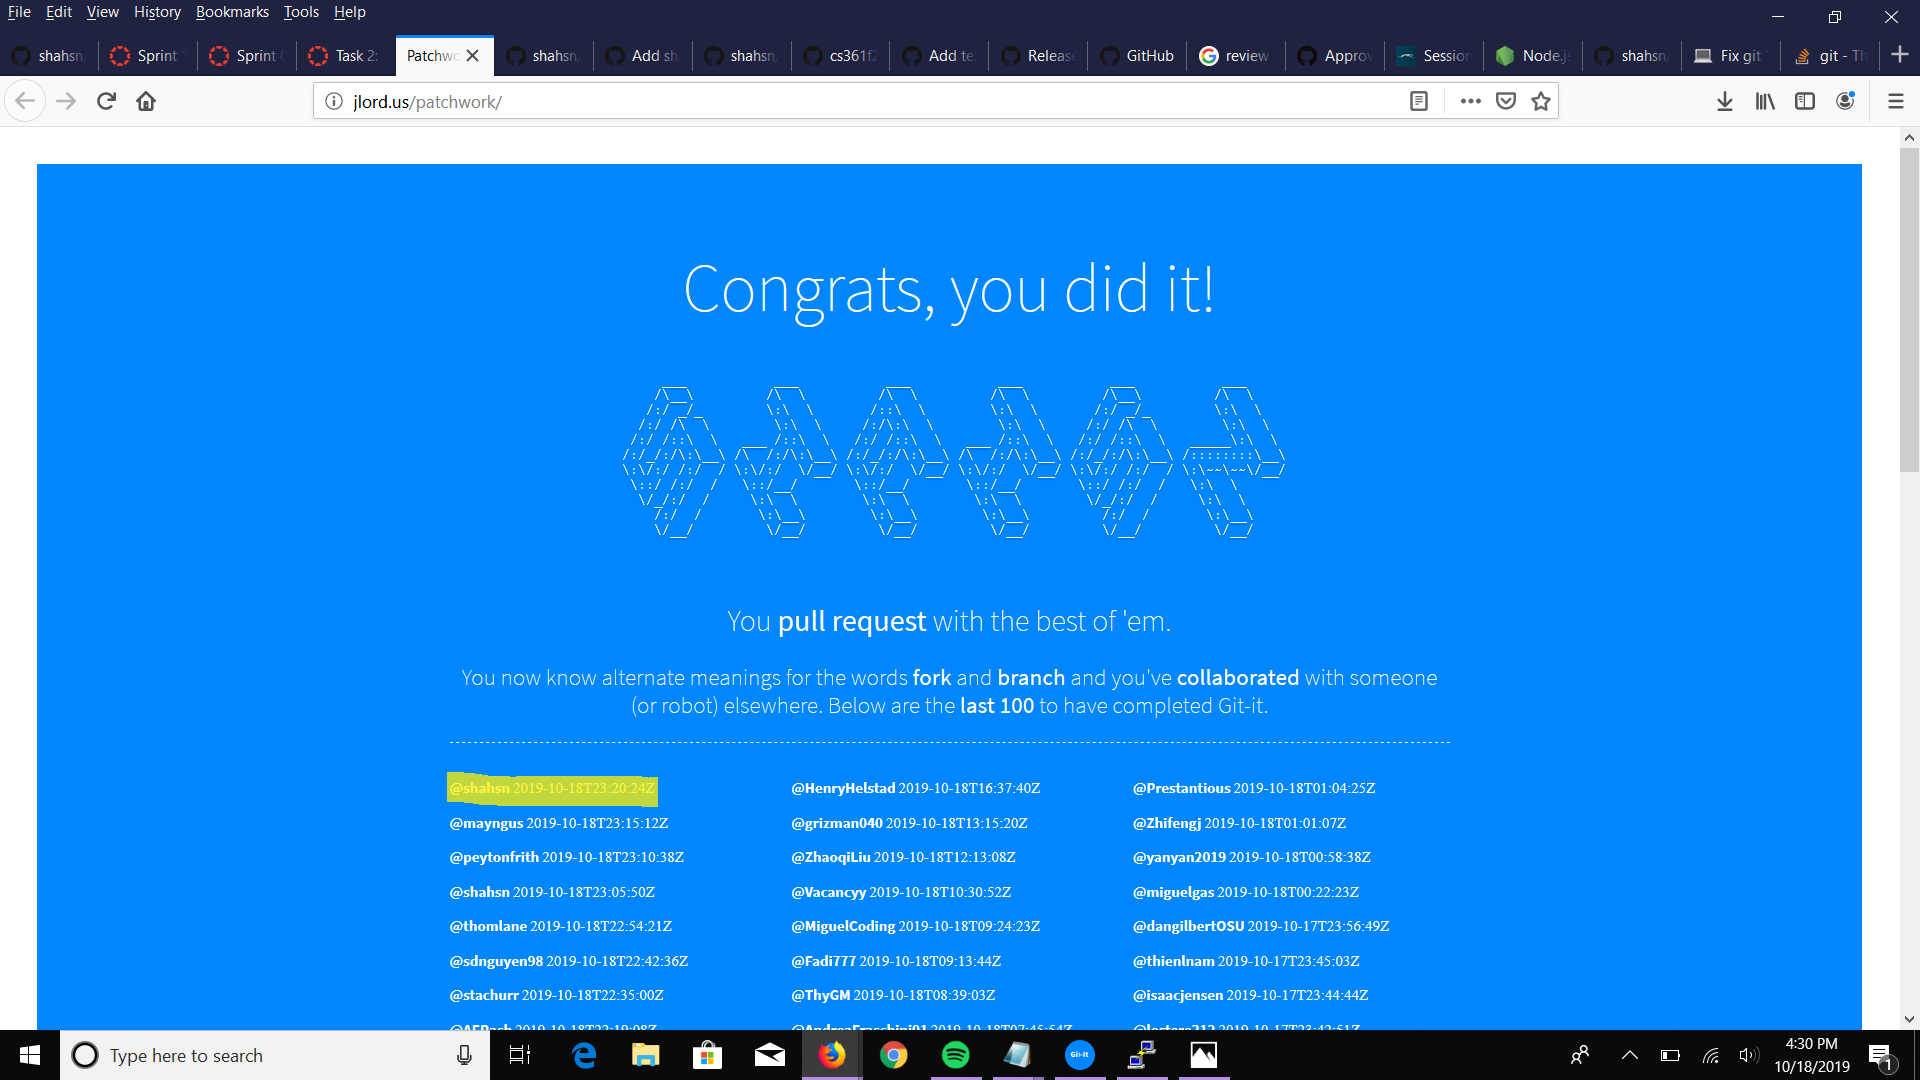 File Edit View History Bookmarks Tools Help
shahsn Sprint Sprint Task 2: Patchwo shahsn Add sh shahsn cs361f Add te Release GitHub review Approv Session Node.js shahsn Fix git git - Th
jlord.us/patchwork/
Congrats, you did it!
You pull request with the best of 'em.
You now know alternate meanings for the words fork and branch and you've collaborated with someone
(or robot) elsewhere. Below are the last 100 to have completed Git-it.
@shahsn 2019-10-18T23:20:24Z @HenryHelstad 2019-10-18T16:37:40Z @Prestantious 2019-10-18T01:04:25Z
@mayngus 2019-10-18T23:15:12Z @grizman040 2019-10-18T13:15:20Z @Zhifengj 2019-10-18T01:01:07Z
@peytonfrith 2019-10-18T23:10:38Z @ZhaoqiLiu 2019-10-18T12:13:08Z @yanyan2019 2019-10-18T00:58:38Z
@shahsn 2019-10-18T23:05:50Z @Vacancyy 2019-10-18T10:30:52Z @miguelgas 2019-10-18T00:22:23Z
@thomlane 2019-10-18T22:54:21Z @MiguelCoding 2019-10-18T09:24:23Z @dangilbertOSU 2019-10-17T23:56:49Z
@sdnguyen98 2019-10-18T22:42:36Z @Fadi777 2019-10-18T09:13:44Z @thienlnam 2019-10-17T23:45:03Z
@stachurr 2019-10-18T22:35:00Z @ThyGM 2019-10-18T08:39:03Z @isaacjensen 2019-10-17T23:44:44Z
Type here to search
Git-It
4:30 PM
10/18/2019
1